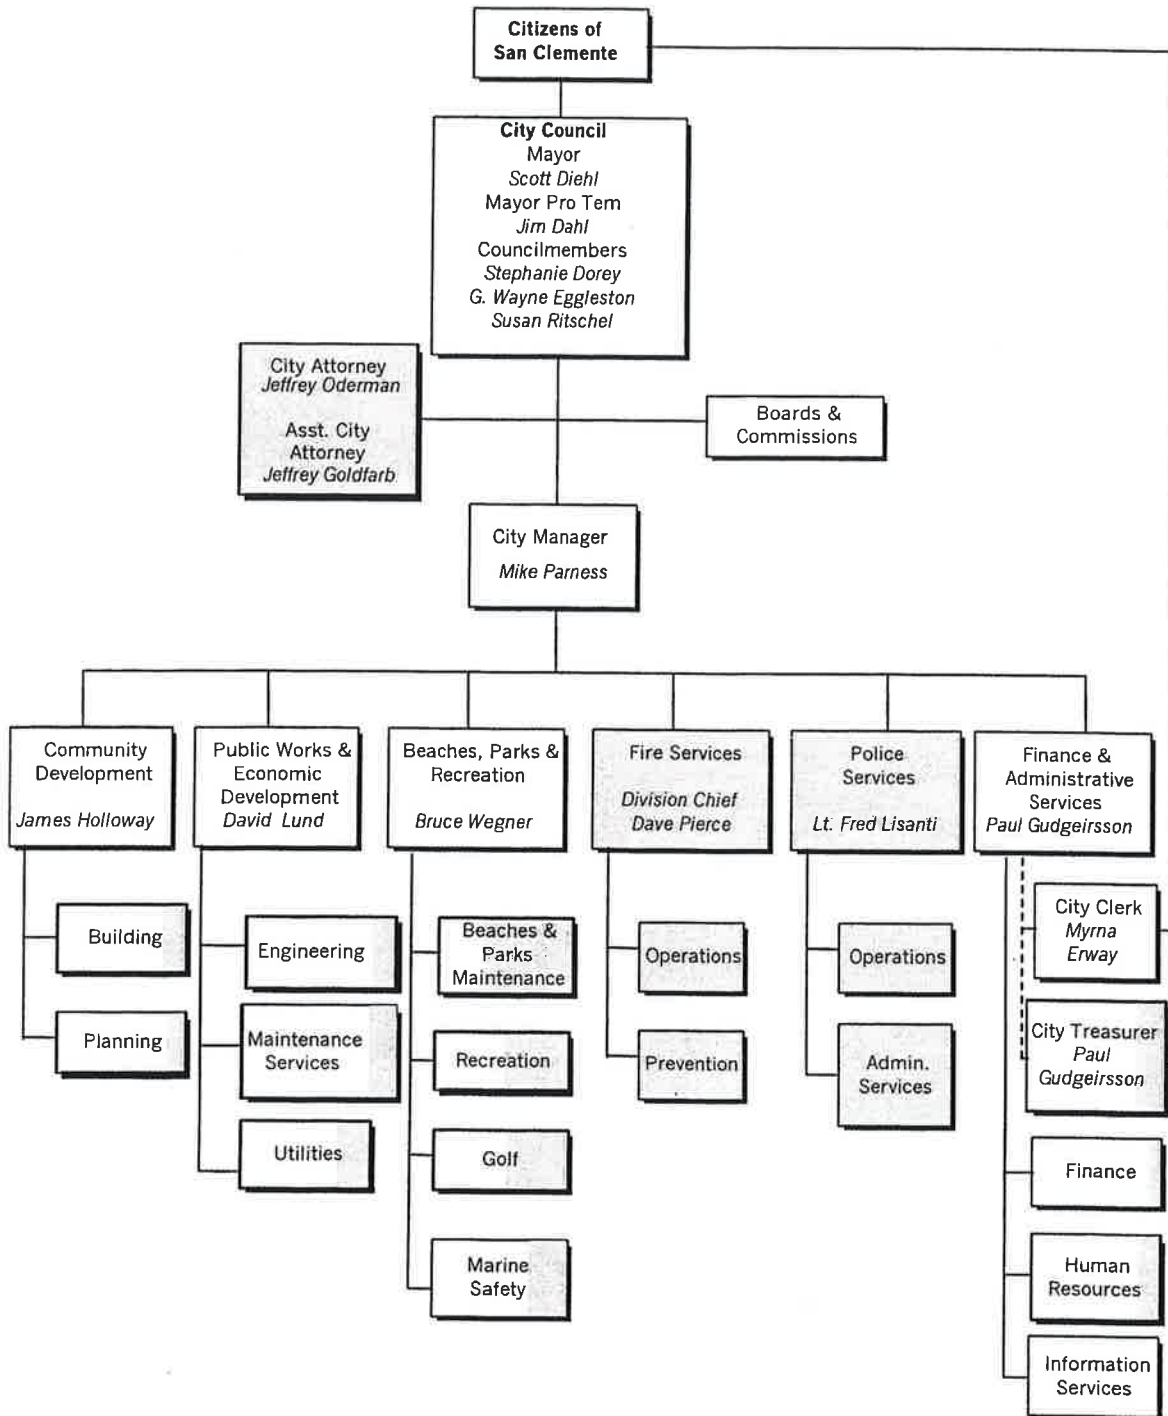 Citizens of
San Clemente
City Council
Mayor
Scott Diehl
Mayor Pro Tem
Jim Dahl
Councilmembers
Stephanie Dorey
G. Wayne Eggleston
Susan Ritschel
City Attorney
Jeffrey Oderman
Asst. City
Attorney
Jeffrey Goldfarb
Boards &
Commissions
City Manager
Mike Parness
Community
Development
James Holloway
Building
Planning
Public Works &
Economic
Development
David Lund
Engineering
Maintenance
Services
Utilities
Beaches, Parks &
Recreation
Bruce Wegner
Beaches &
Parks
Maintenance
Recreation
Golf
Marine
Safety
Fire Services
Division Chief
Dave Pierce
Operations
Prevention
Police
Services
Lt. Fred Lisanti
Operations
Admin.
Services
Finance &
Administrative
Services
Paul Gudgeirsson
City Clerk
Myrna
Erway
City Treasurer
Paul
Gudgeirsson
Finance
Human
Resources
Information
Services